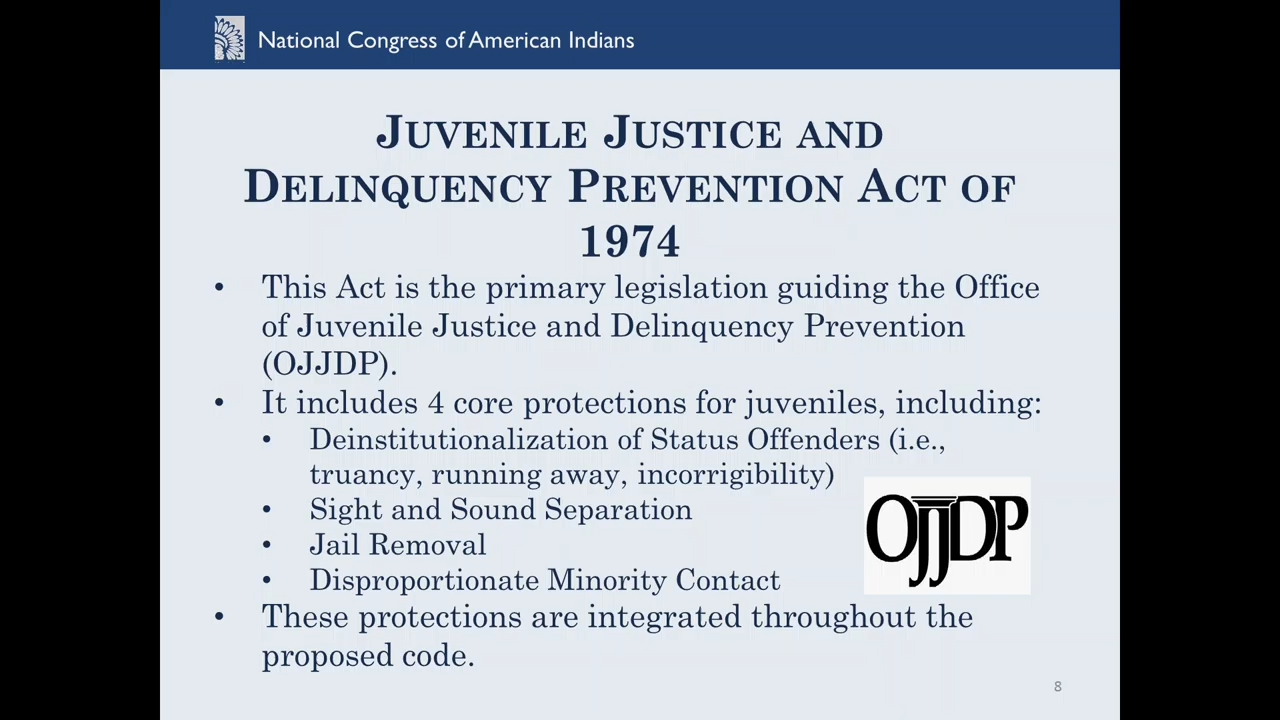 National Congress of American Indians
JUVENILE JUSTICE AND
DELINQUENCY PREVENTION ACT OF
1974
• This Act is the primary legislation guiding the Office
of Juvenile Justice and Delinquency Prevention
(OJJDP).
• It includes 4 core protections for juveniles, including:
• Deinstitutionalization of Status Offenders (i.e.,
truancy, running away, incorrigibility)
• Sight and Sound Separation
• Jail Removal
• Disproportionate Minority Contact
OJJDP
• These protections are integrated throughout the
proposed code.
8